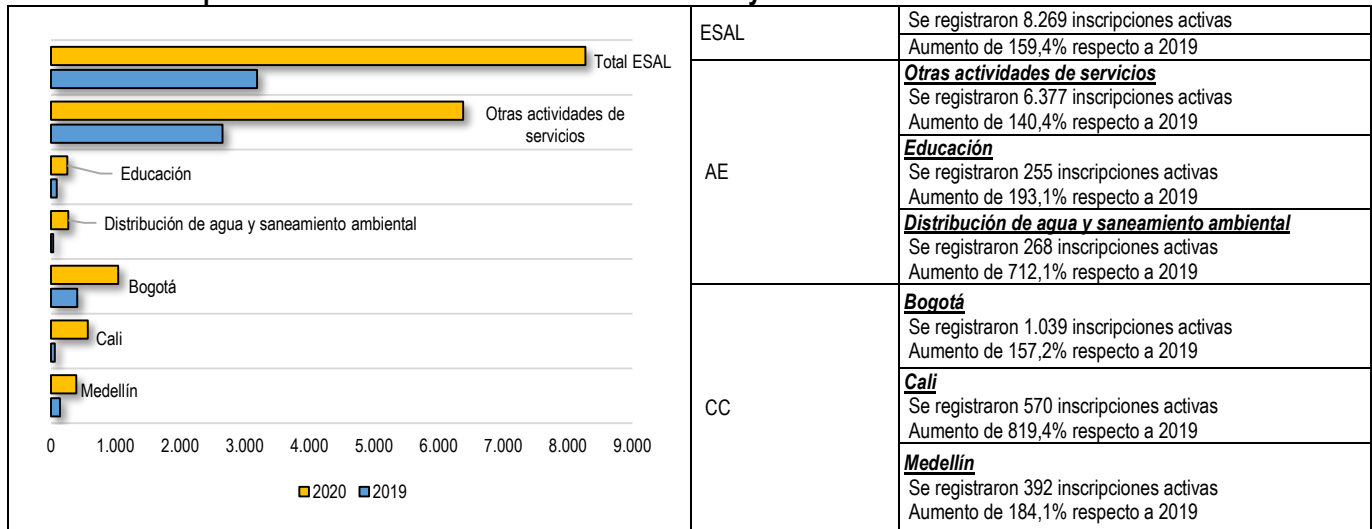 Total ESAL
Otras actividades de
servicios
Educación
Distribución de agua y saneamiento ambiental
Bogotá
Cali
Medellín
0 1.000 2.000 3.000 4.000 5.000 6.000 7.000 8.000 9.000
2020 2019
ESAL
Se registraron 8.269 inscripciones activas
Aumento de 159,4% respecto a 2019
AE
Otras actividades de servicios
Se registraron 6.377 inscripciones activas
Aumento de 140,4% respecto a 2019
Educación
Se registraron 255 inscripciones activas
Aumento de 193,1% respecto a 2019
Distribución de agua y saneamiento ambiental
Se registraron 268 inscripciones activas
Aumento de 712,1% respecto a 2019
CC
Bogotá
Se registraron 1.039 inscripciones activas
Aumento de 157,2% respecto a 2019
Cali
Se registraron 570 inscripciones activas
Aumento de 819,4% respecto a 2019
Medellín
Se registraron 392 inscripciones activas
Aumento de 184,1% respecto a 2019